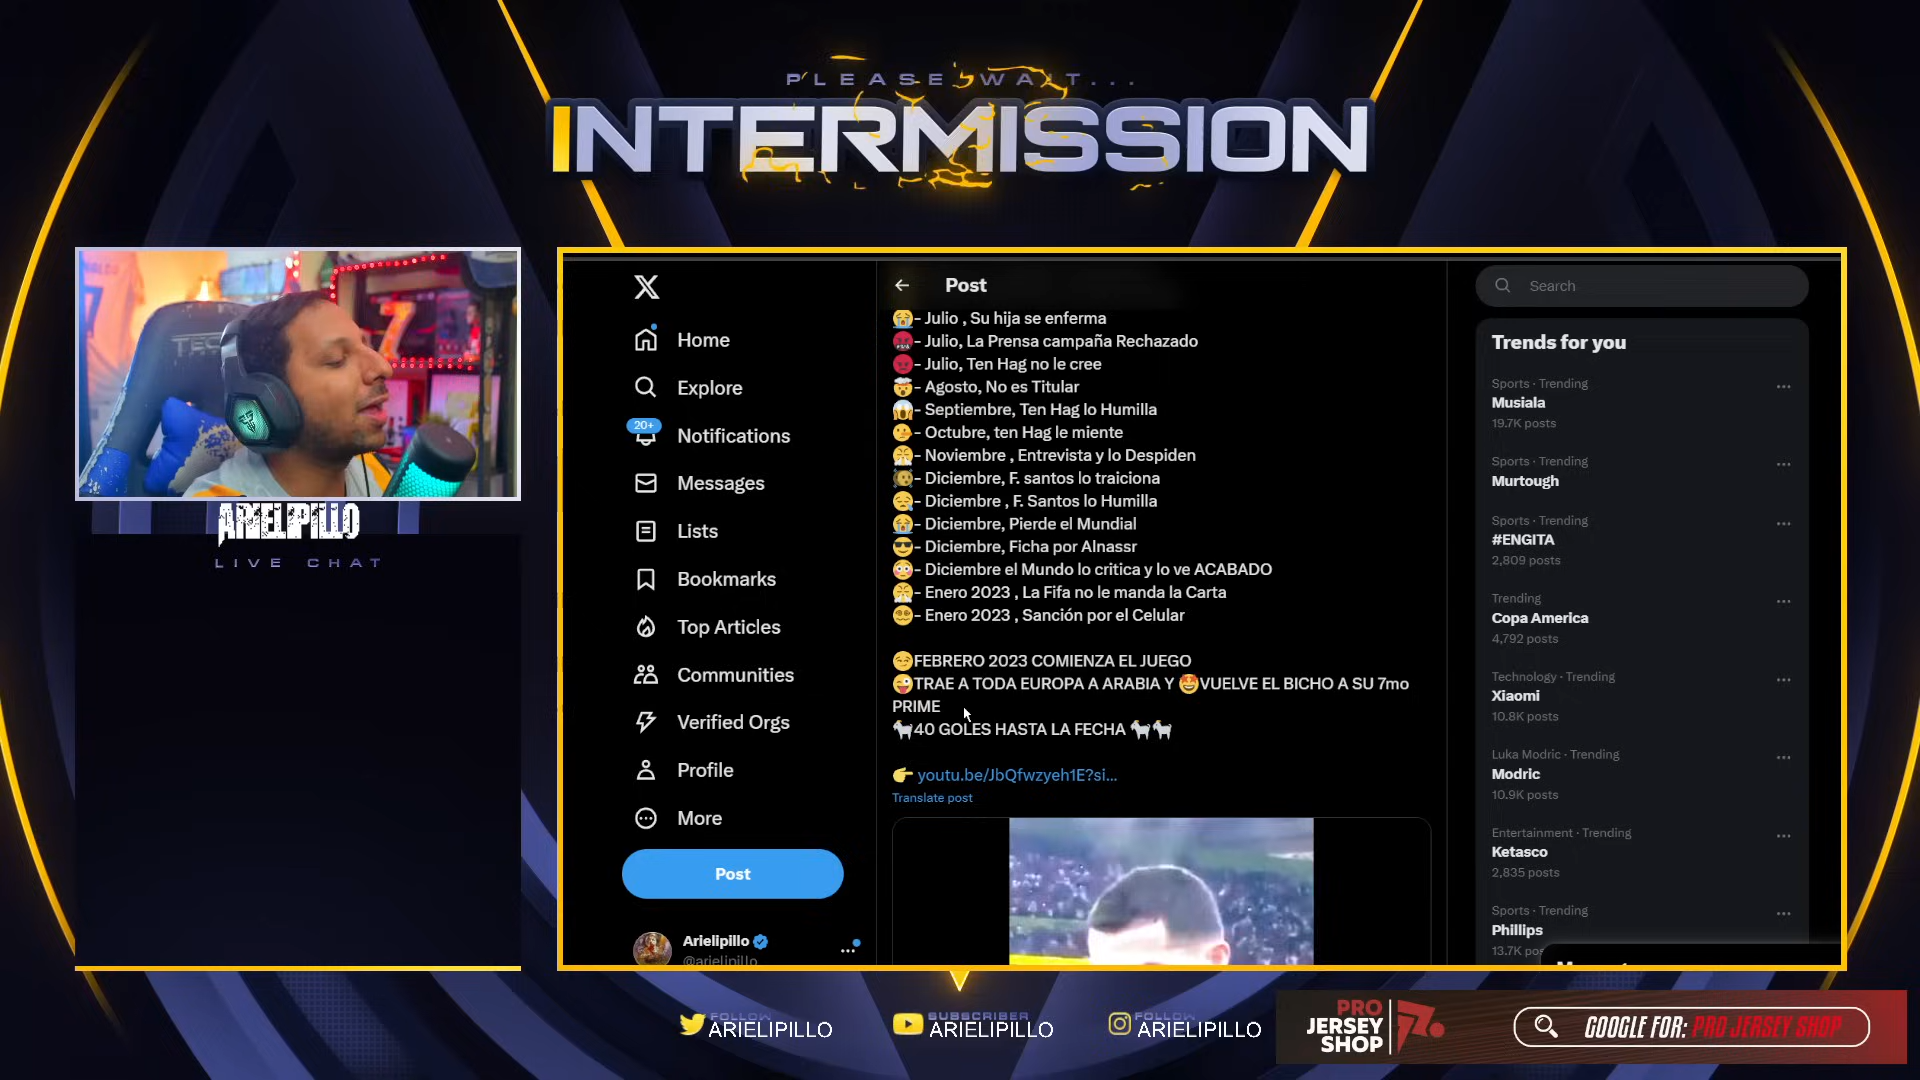 PLEASE WAIT...
INTERMISSION
ARIELIPILLO
LIVE CHAT
Home
Explore
20+
Notifications
Messages
Lists
Bookmarks
Top Articles
Communities
Verified Orgs
Profile
More
Post
Arielipillo
@arielipillo
Post
- Julio , Su hija se enferma
- Julio, La Prensa campaña Rechazado
- Julio, Ten Hag no le cree
- Agosto, No es Titular
- Septiembre, Ten Hag lo Humilla
- Octubre, ten Hag le miente
- Noviembre , Entrevista y lo Despiden
- Diciembre, F. santos lo traiciona
- Diciembre , F. Santos lo Humilla
- Diciembre, Pierde el Mundial
- Diciembre, Ficha por Alnassr
- Diciembre el Mundo lo critica y lo ve ACABADO
- Enero 2023 , La Fifa no le manda la Carta
- Enero 2023 , Sanción por el Celular
FEBRERO 2023 COMIENZA EL JUEGO
TRAE A TODA EUROPA A ARABIA Y VUELVE EL BICHO A SU 7mo
PRIME
40 GOLES HASTA LA FECHA
youtu.be/JbQfwzyeh1E?si...
Translate post
Search
Trends for you
Sports · Trending
Musiala
19.7K posts
Sports · Trending
Murtough
Sports · Trending
#ENGITA
2,809 posts
Trending
Copa America
4,792 posts
Technology · Trending
Xiaomi
10.8K posts
Luka Modric · Trending
Modric
10.9K posts
Entertainment · Trending
Ketasco
2,835 posts
Sports · Trending
Phillips
13.7K
FOLLOW
ARIELIPILLO
SUBSCRIBER
ARIELIPILLO
FOLLOW
ARIELIPILLO
PRO
JERSEY
SHOP
GOOGLE FOR: PRO JERSEY SHOP